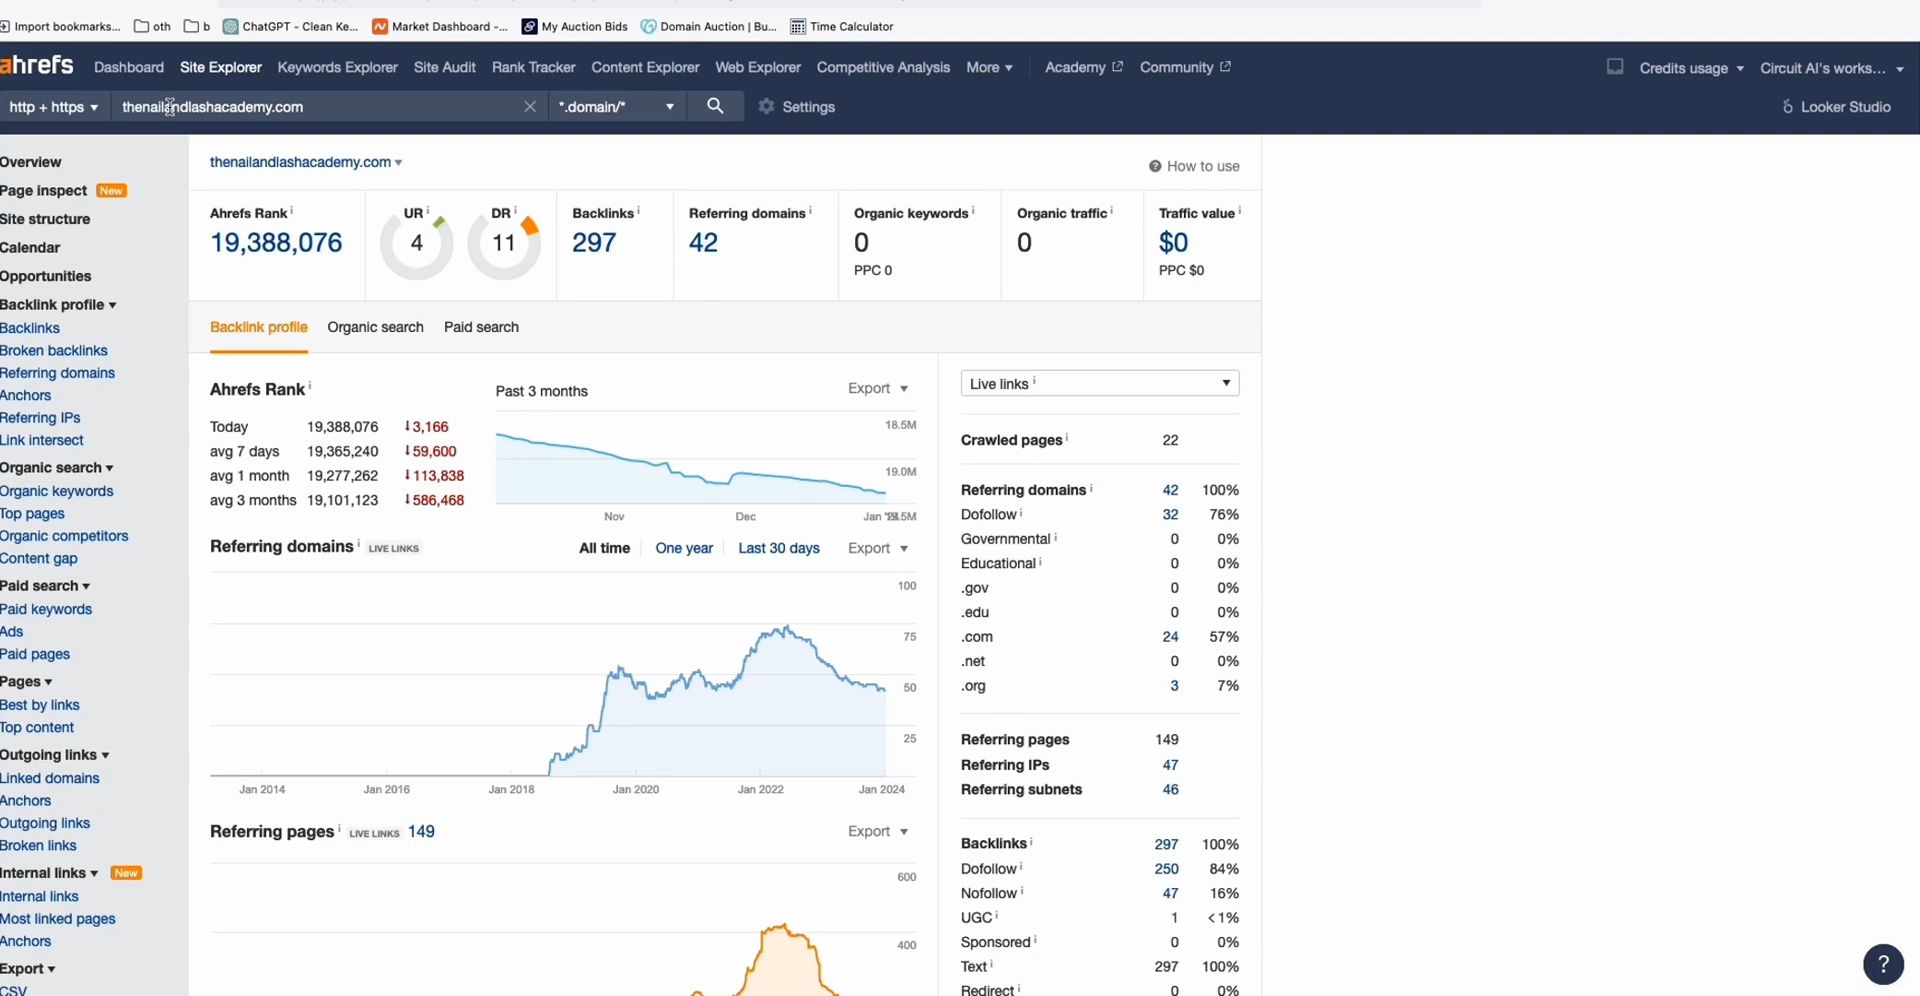 Import bookmarks... oth b ChatGPT - Clean Ke... Market Dashboard -... My Auction Bids Domain Auction | Bu... Time Calculator
ahrefs Dashboard Site Explorer Keywords Explorer Site Audit Rank Tracker Content Explorer Web Explorer Competitive Analysis More Academy Community Credits usage Circuit AI's works...
http + https thenailandlashacademy.com *.domain/* Settings Looker Studio
Overview
Page inspect New
Site structure
Calendar
Opportunities
Backlink profile
Backlinks
Broken backlinks
Referring domains
Anchors
Referring IPs
Link intersect
Organic search
Organic keywords
Top pages
Organic competitors
Content gap
Paid search
Paid keywords
Ads
Paid pages
Pages
Best by links
Top content
Outgoing links
Linked domains
Anchors
Outgoing links
Broken links
Internal links New
Internal links
Most linked pages
Anchors
Export
CSV
thenailandlashacademy.com How to use
Ahrefs Rank UR DR Backlinks Referring domains Organic keywords Organic traffic Traffic value
19,388,076 4 11 297 42 0 0 $0
PPC 0 PPC $0
Backlink profile Organic search Paid search
Ahrefs Rank Past 3 months Export
Today 19,388,076 3,166
avg 7 days 19,365,240 59,600
avg 1 month 19,277,262 113,838
avg 3 months 19,101,123 586,468
18.5M
19.0M
Nov Dec Jan
Referring domains LIVE LINKS All time One year Last 30 days Export
100
75
50
25
Jan 2014 Jan 2016 Jan 2018 Jan 2020 Jan 2022 Jan 2024
Referring pages LIVE LINKS 149 Export
600
400
Live links
Crawled pages 22
Referring domains 42 100%
Dofollow 32 76%
Governmental 0 0%
Educational 0 0%
.gov 0 0%
.edu 0 0%
.com 24 57%
.net 0 0%
.org 3 7%
Referring pages 149
Referring IPs 47
Referring subnets 46
Backlinks 297 100%
Dofollow 250 84%
Nofollow 47 16%
UGC 1 <1%
Sponsored 0 0%
Text 297 100%
Redirect 0 0%
?